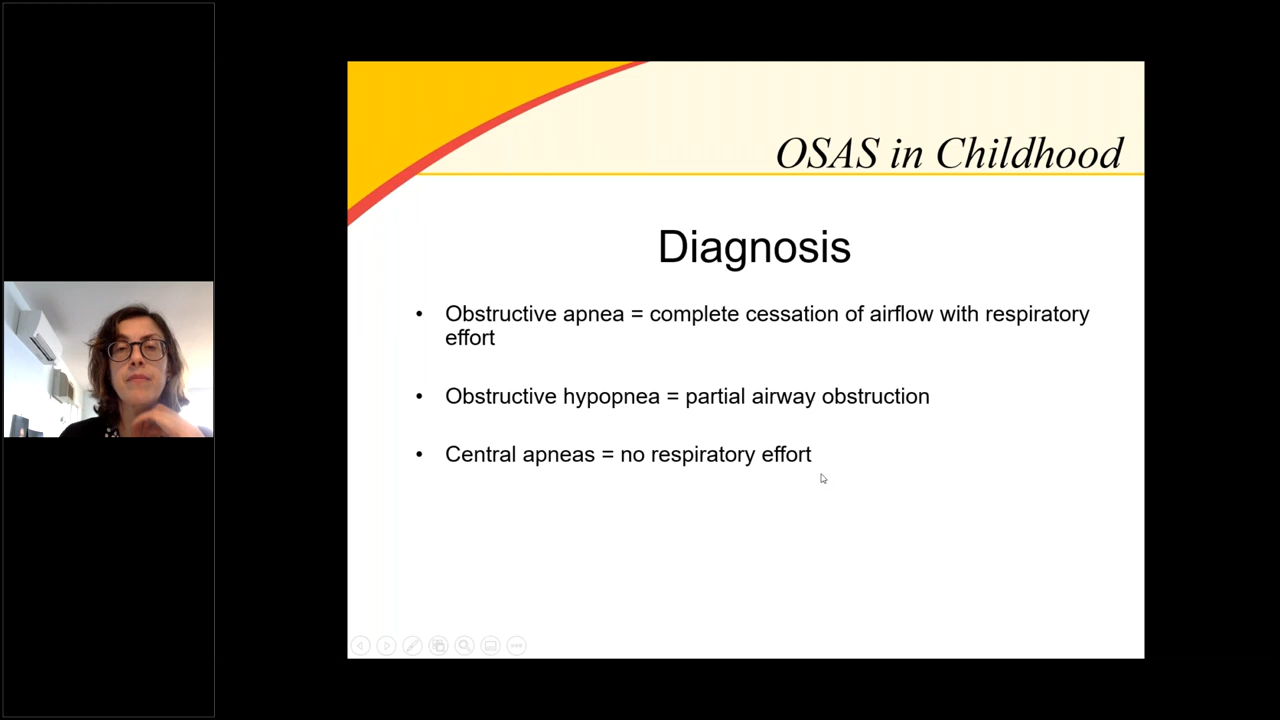 OSAS in Childhood
Diagnosis
• Obstructive apnea = complete cessation of airflow with respiratory
effort
• Obstructive hypopnea = partial airway obstruction
• Central apneas = no respiratory effort